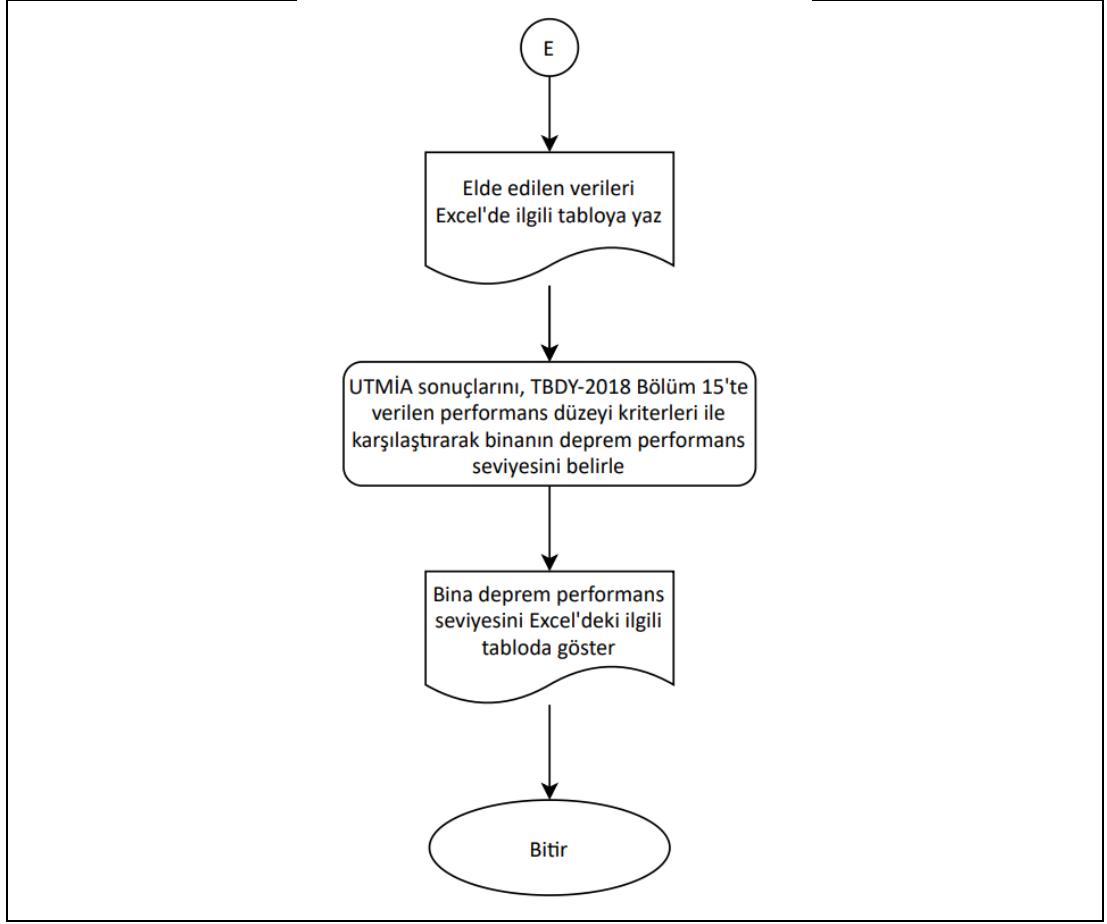 E
Elde edilen verileri
Excel'de ilgili tabloya yaz
UTMİA sonuçlarını, TBDY-2018 Bölüm 15'te
verilen performans düzeyi kriterleri ile
karşılaştırarak binanın deprem performans
seviyesini belirle
Bina deprem performans
seviyesini Excel'deki ilgili
tabloda göster
Bitir